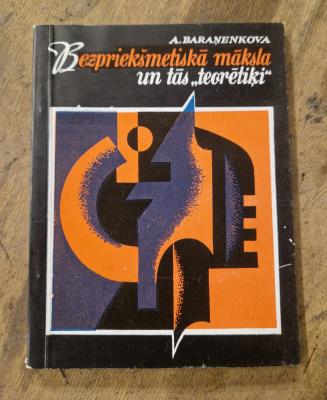 A. BARAŅENKOVA
Bezpriekšmetiskā māksla
un tās „teorētiķi“